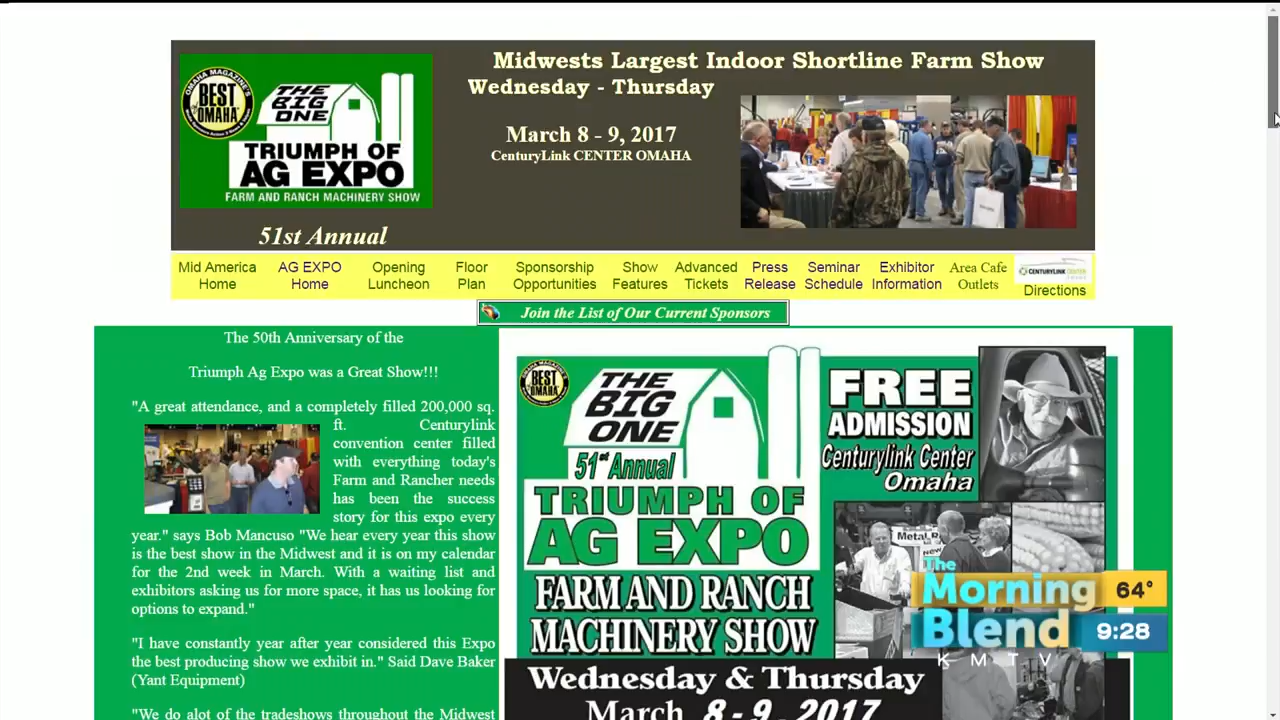 Midwests Largest Indoor Shortline Farm Show
Wednesday - Thursday
March 8 - 9, 2017
CenturyLink CENTER OMAHA
OMAHA MAGAZINE'S
BEST
OMAHA
THE
BIG
ONE
TRIUMPH OF
AG EXPO
FARM AND RANCH MACHINERY SHOW
51st Annual
Mid America Home
AG EXPO Home
Opening Luncheon
Floor Plan
Sponsorship Opportunities
Show Features
Advanced Tickets
Press Release
Seminar Schedule
Exhibitor Information
Area Cafe Outlets
CENTURYLINK CENTER
Directions
Join the List of Our Current Sponsors
The 50th Anniversary of the
Triumph Ag Expo was a Great Show!!!
"A great attendance, and a completely filled 200,000 sq.
ft. Centurylink
convention center filled
with everything today's
Farm and Rancher needs
has been the success
story for this expo every
year." says Bob Mancuso "We hear every year this show
is the best show in the Midwest and it is on my calendar
for the 2nd week in March. With a waiting list and
exhibitors asking us for more space, it has us looking for
options to expand."
"I have constantly year after year considered this Expo
the best producing show we exhibit in." Said Dave Baker
(Yant Equipment)
"We do alot of the tradeshows throughout the Midwest
BEST
OMAHA
THE
BIG
ONE
51st Annual
TRIUMPH OF
AG EXPO
FARM AND RANCH
MACHINERY SHOW
Wednesday & Thursday
March 8-9, 2017
FREE
ADMISSION
Centurylink Center
Omaha
Metal R
New
The
Morning
Blend
KMTV
64°
9:28